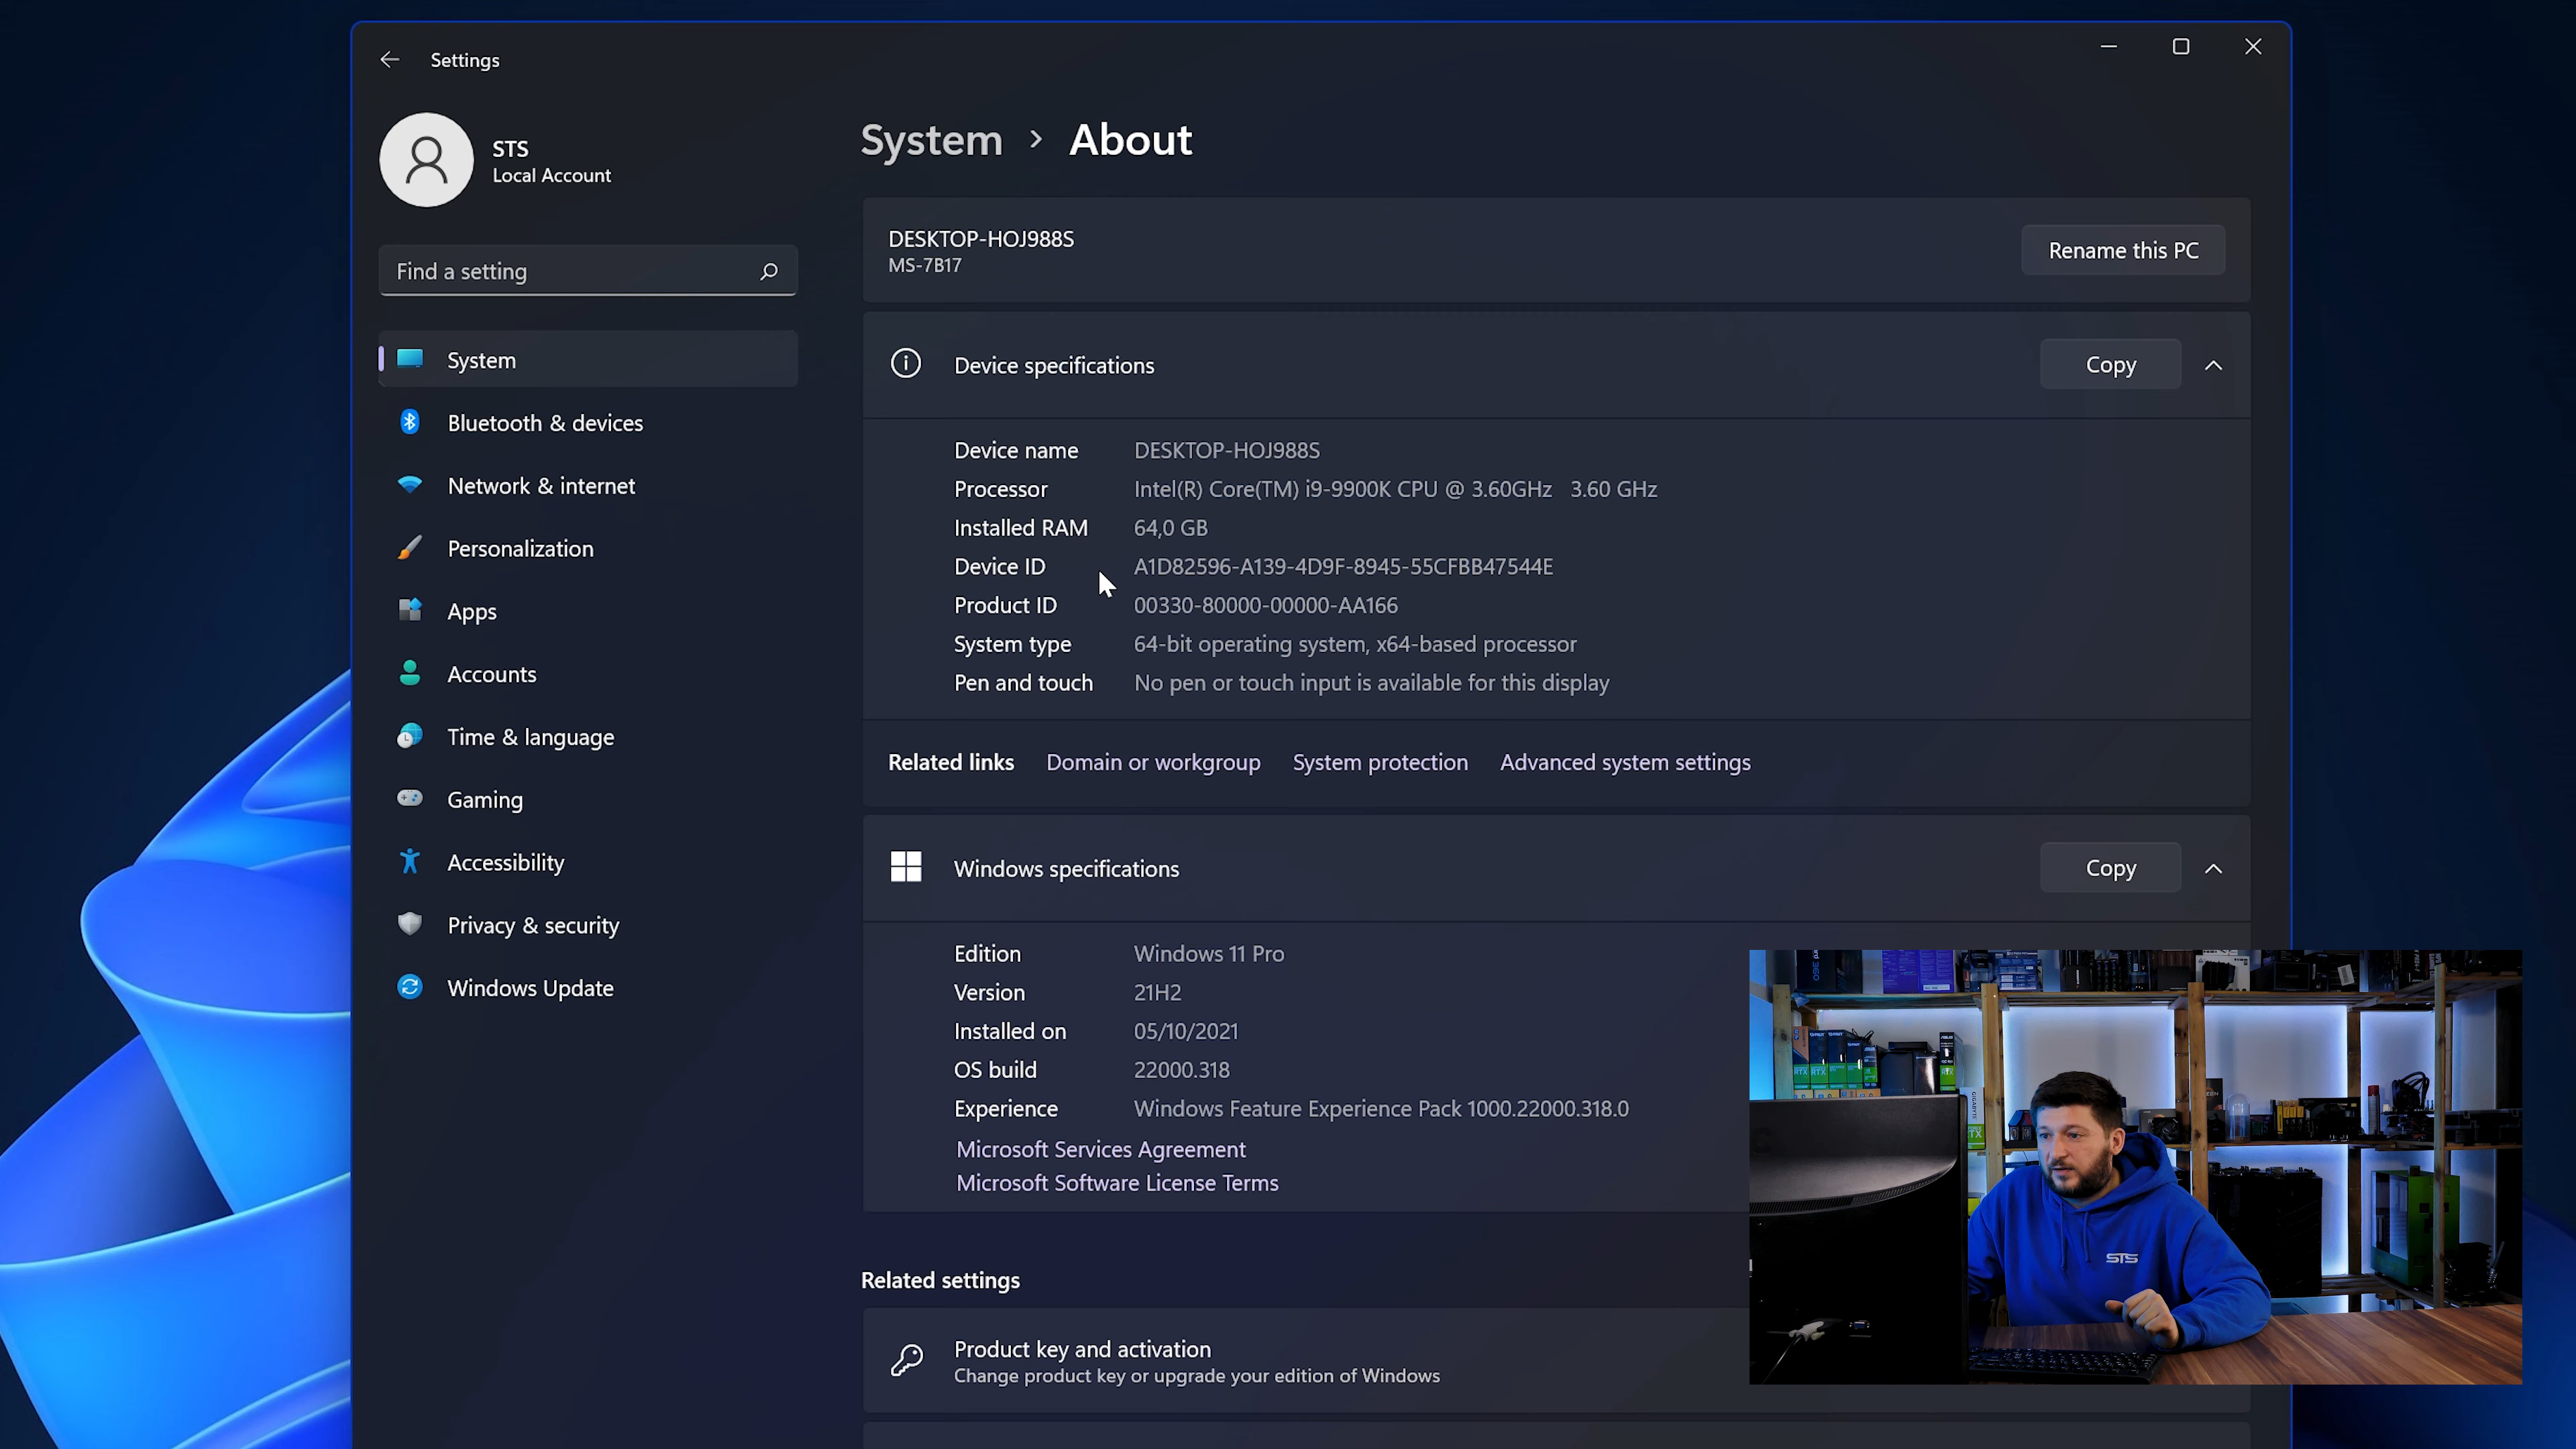 Settings
STS
Local Account
Find a setting
System
Bluetooth & devices
Network & internet
Personalization
Apps
Accounts
Time & language
Gaming
Accessibility
Privacy & security
Windows Update
System > About
DESKTOP-HOJ988S
MS-7B17
Rename this PC
Device specifications
Copy
Device name DESKTOP-HOJ988S
Processor Intel(R) Core(TM) i9-9900K CPU @ 3.60GHz 3.60 GHz
Installed RAM 64,0 GB
Device ID A1D82596-A139-4D9F-8945-55CFBB47544E
Product ID 00330-80000-00000-AA166
System type 64-bit operating system, x64-based processor
Pen and touch No pen or touch input is available for this display
Related links Domain or workgroup System protection Advanced system settings
Windows specifications
Copy
Edition Windows 11 Pro
Version 21H2
Installed on 05/10/2021
OS build 22000.318
Experience Windows Feature Experience Pack 1000.22000.318.0
Microsoft Services Agreement
Microsoft Software License Terms
Related settings
Product key and activation
Change product key or upgrade your edition of Windows
STS